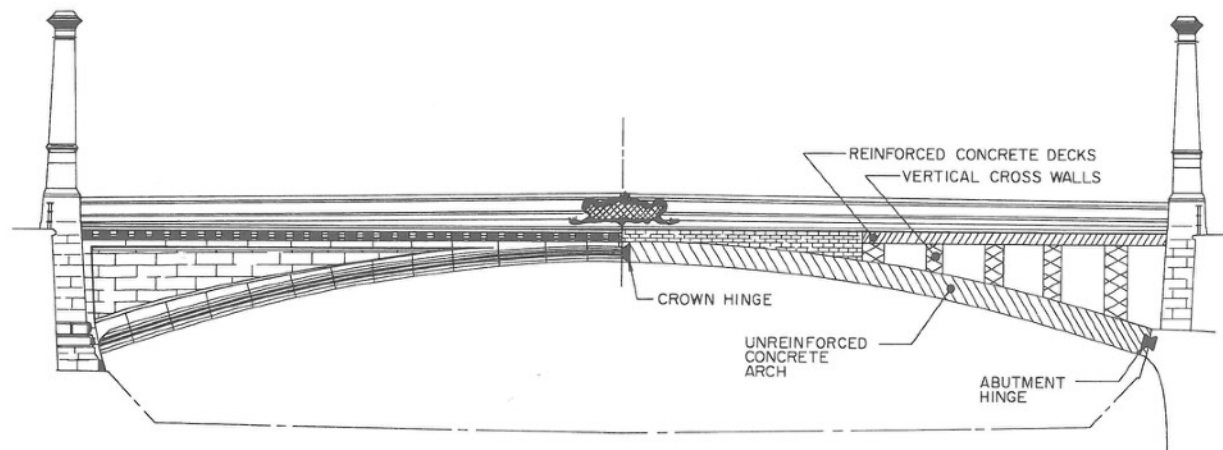 REINFORCED CONCRETE DECKS
VERTICAL CROSS WALLS
CROWN HINGE
UNREINFORCED
CONCRETE
ARCH
ABUTMENT
HINGE